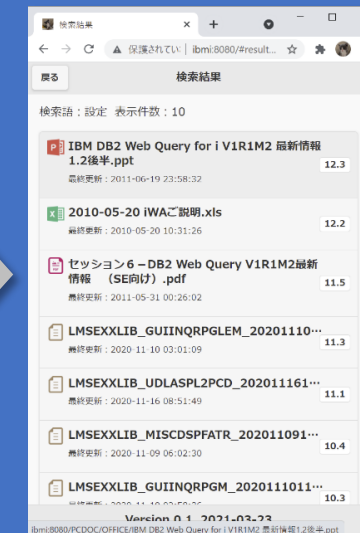 検索結果
保護されてい
ibmi:8080/#result...
戻る
検索結果
検索語：設定 表示件数：10
IBM DB2 Web Query for i V1R1M2 最新情報
1.2後半.ppt
12.3
最終更新：2011-06-19 23:58:32
2010-05-20 iWAご説明.xls
12.2
最終更新：2010-05-20 10:31:26
セッション６－DB2 Web Query V1R1M2最新
情報 （SE向け）.pdf
11.5
最終更新：2011-05-31 00:26:02
LMSEXXLIB_GUIINQRPGLEM_20201110…
11.3
最終更新：2020-11-10 03:01:09
LMSEXXLIB_UDLASPL2PCD_202011161…
11.1
最終更新：2020-11-16 08:51:49
LMSEXXLIB_MISCDSPFATR_202011091…
10.4
最終更新：2020-11-09 06:02:30
LMSEXXLIB_GUIINQRPGM_2020111011…
10.3
Version 0.1 2021-03-23
ibmi:8080/PCDOC/OFFICE/IBM DB2 Web Query for i V1R1M2 最新情報1.2後半.ppt